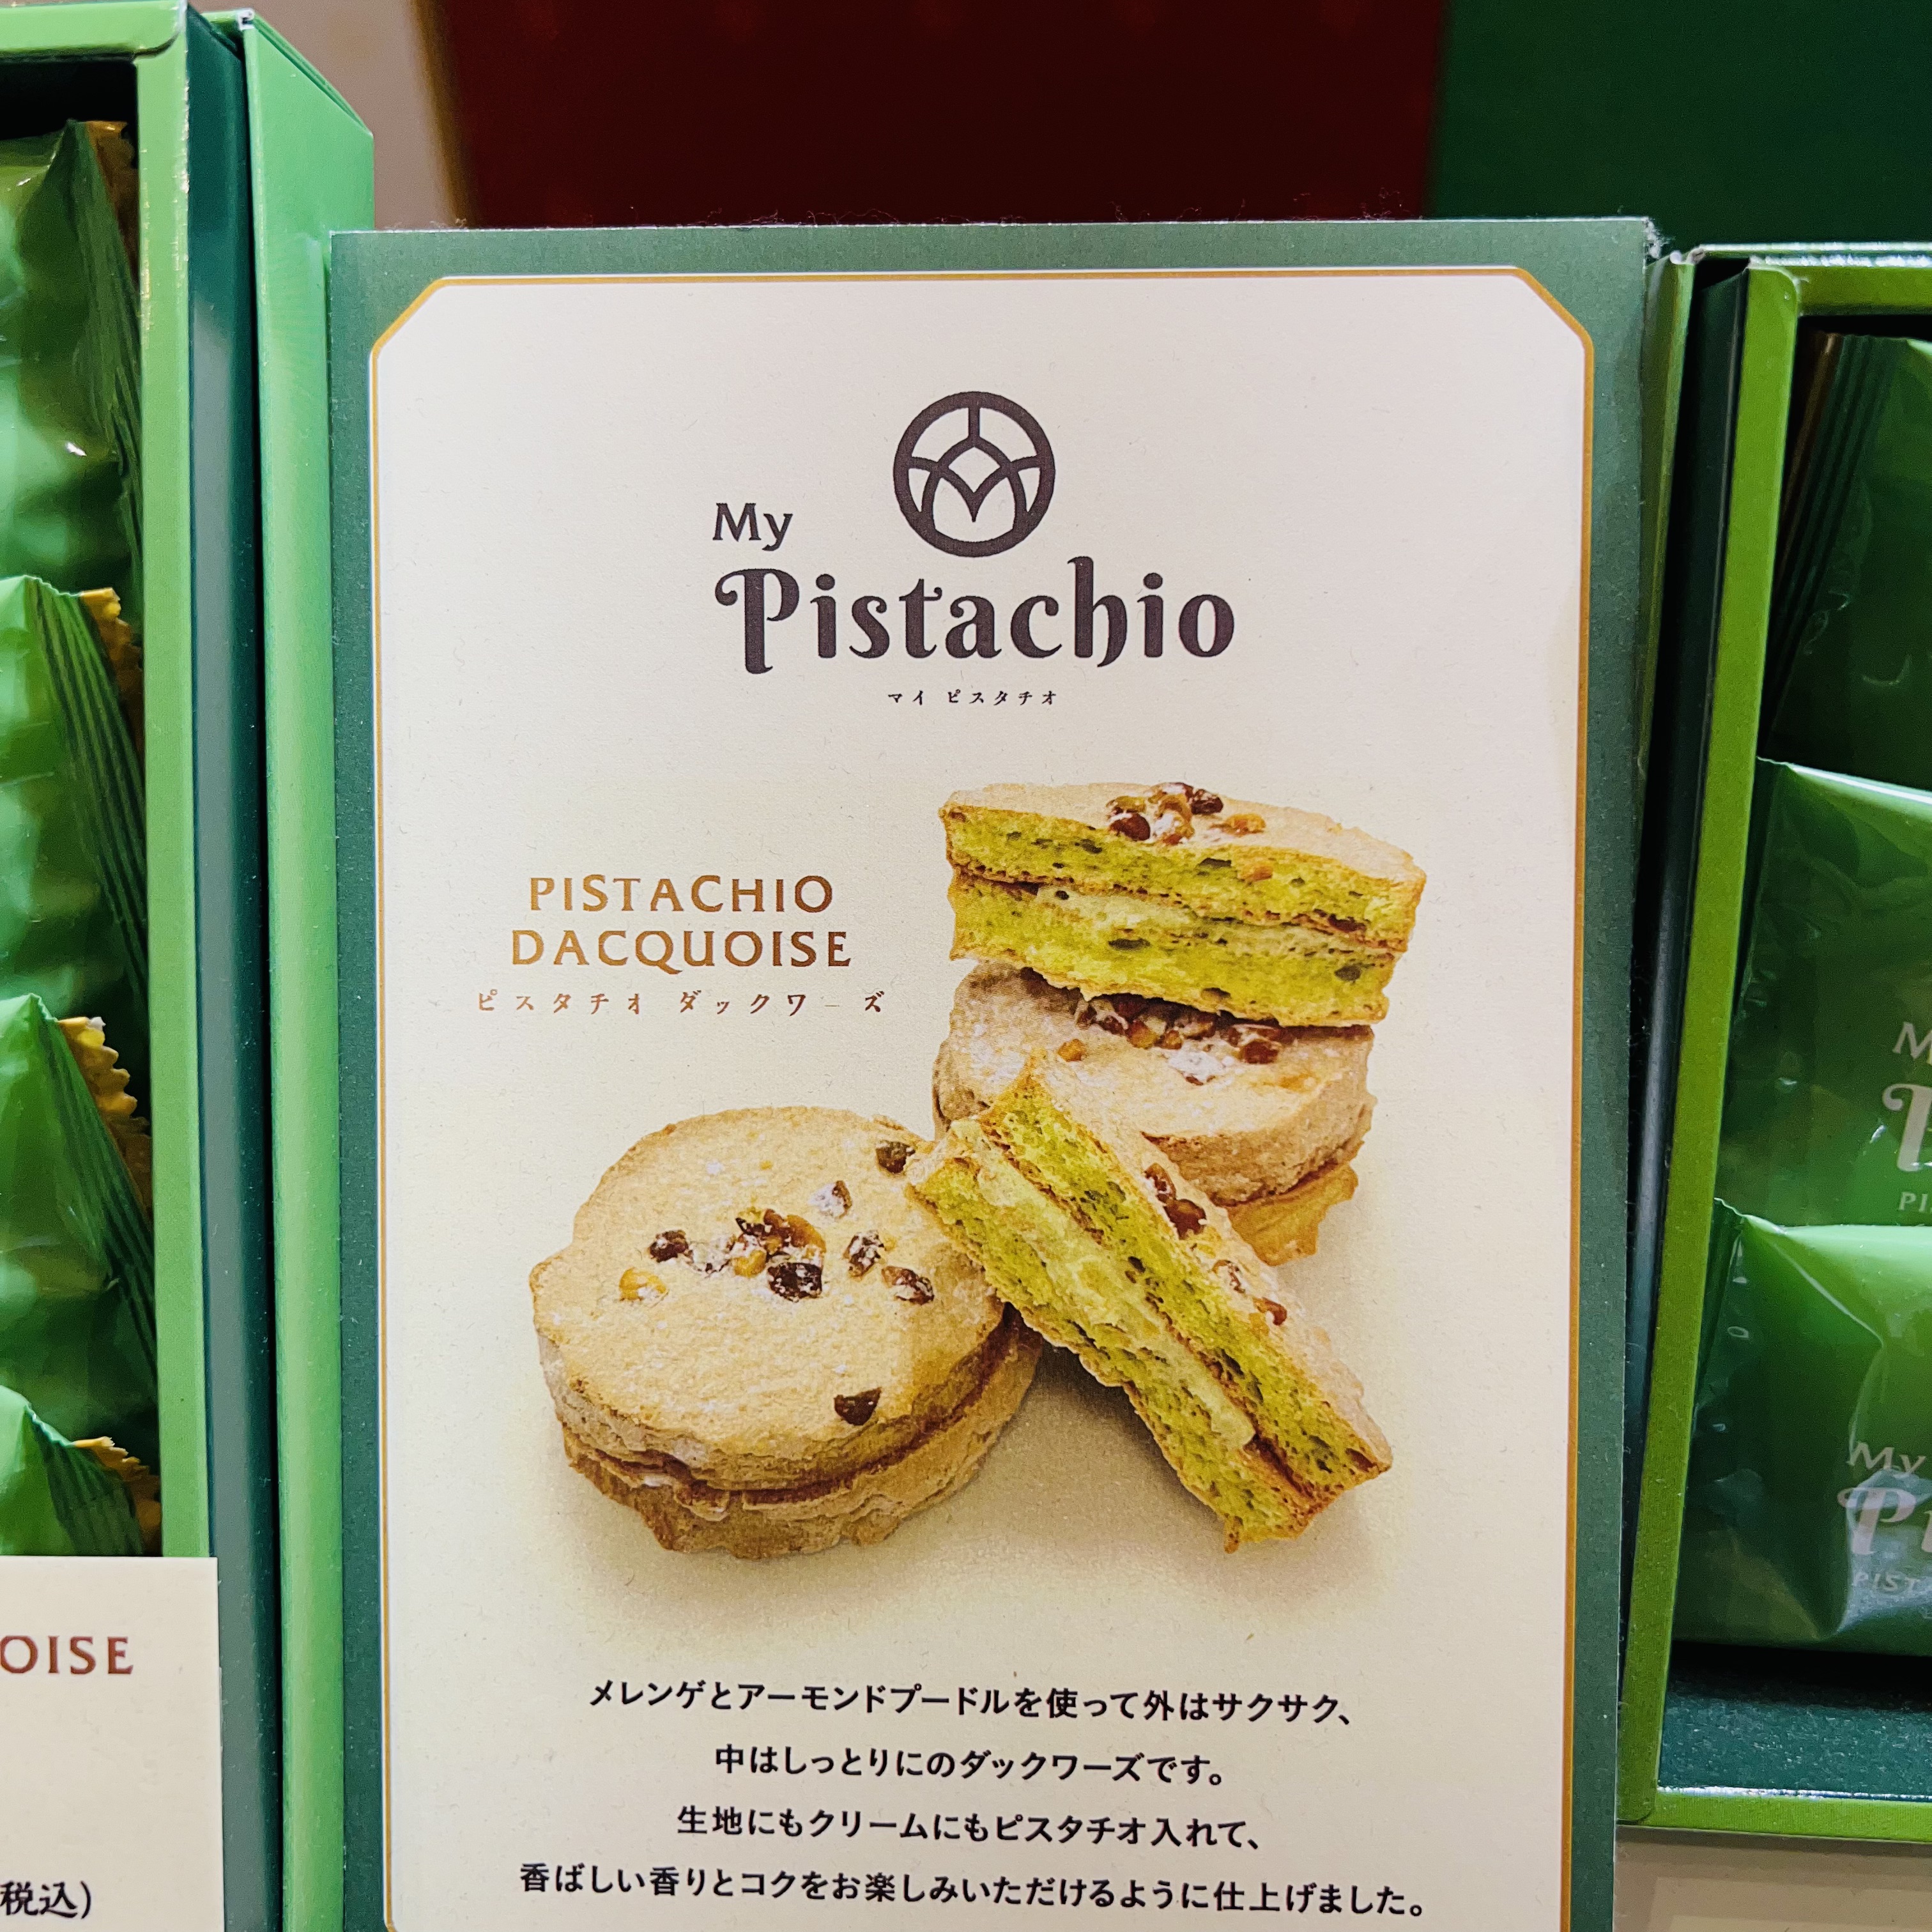 My
Pistachio
マイ ピスタチオ
PISTACHIO
DACQUOISE
ピスタチオ ダックワーズ
メレンゲとアーモンドプードルを使って外はサクサク、
中はしっとりにのダックワーズです。
生地にもクリームにもピスタチオ入れて、
香ばしい香りとコクをお楽しみいただけるように仕上げました。
OISE
税込)
My